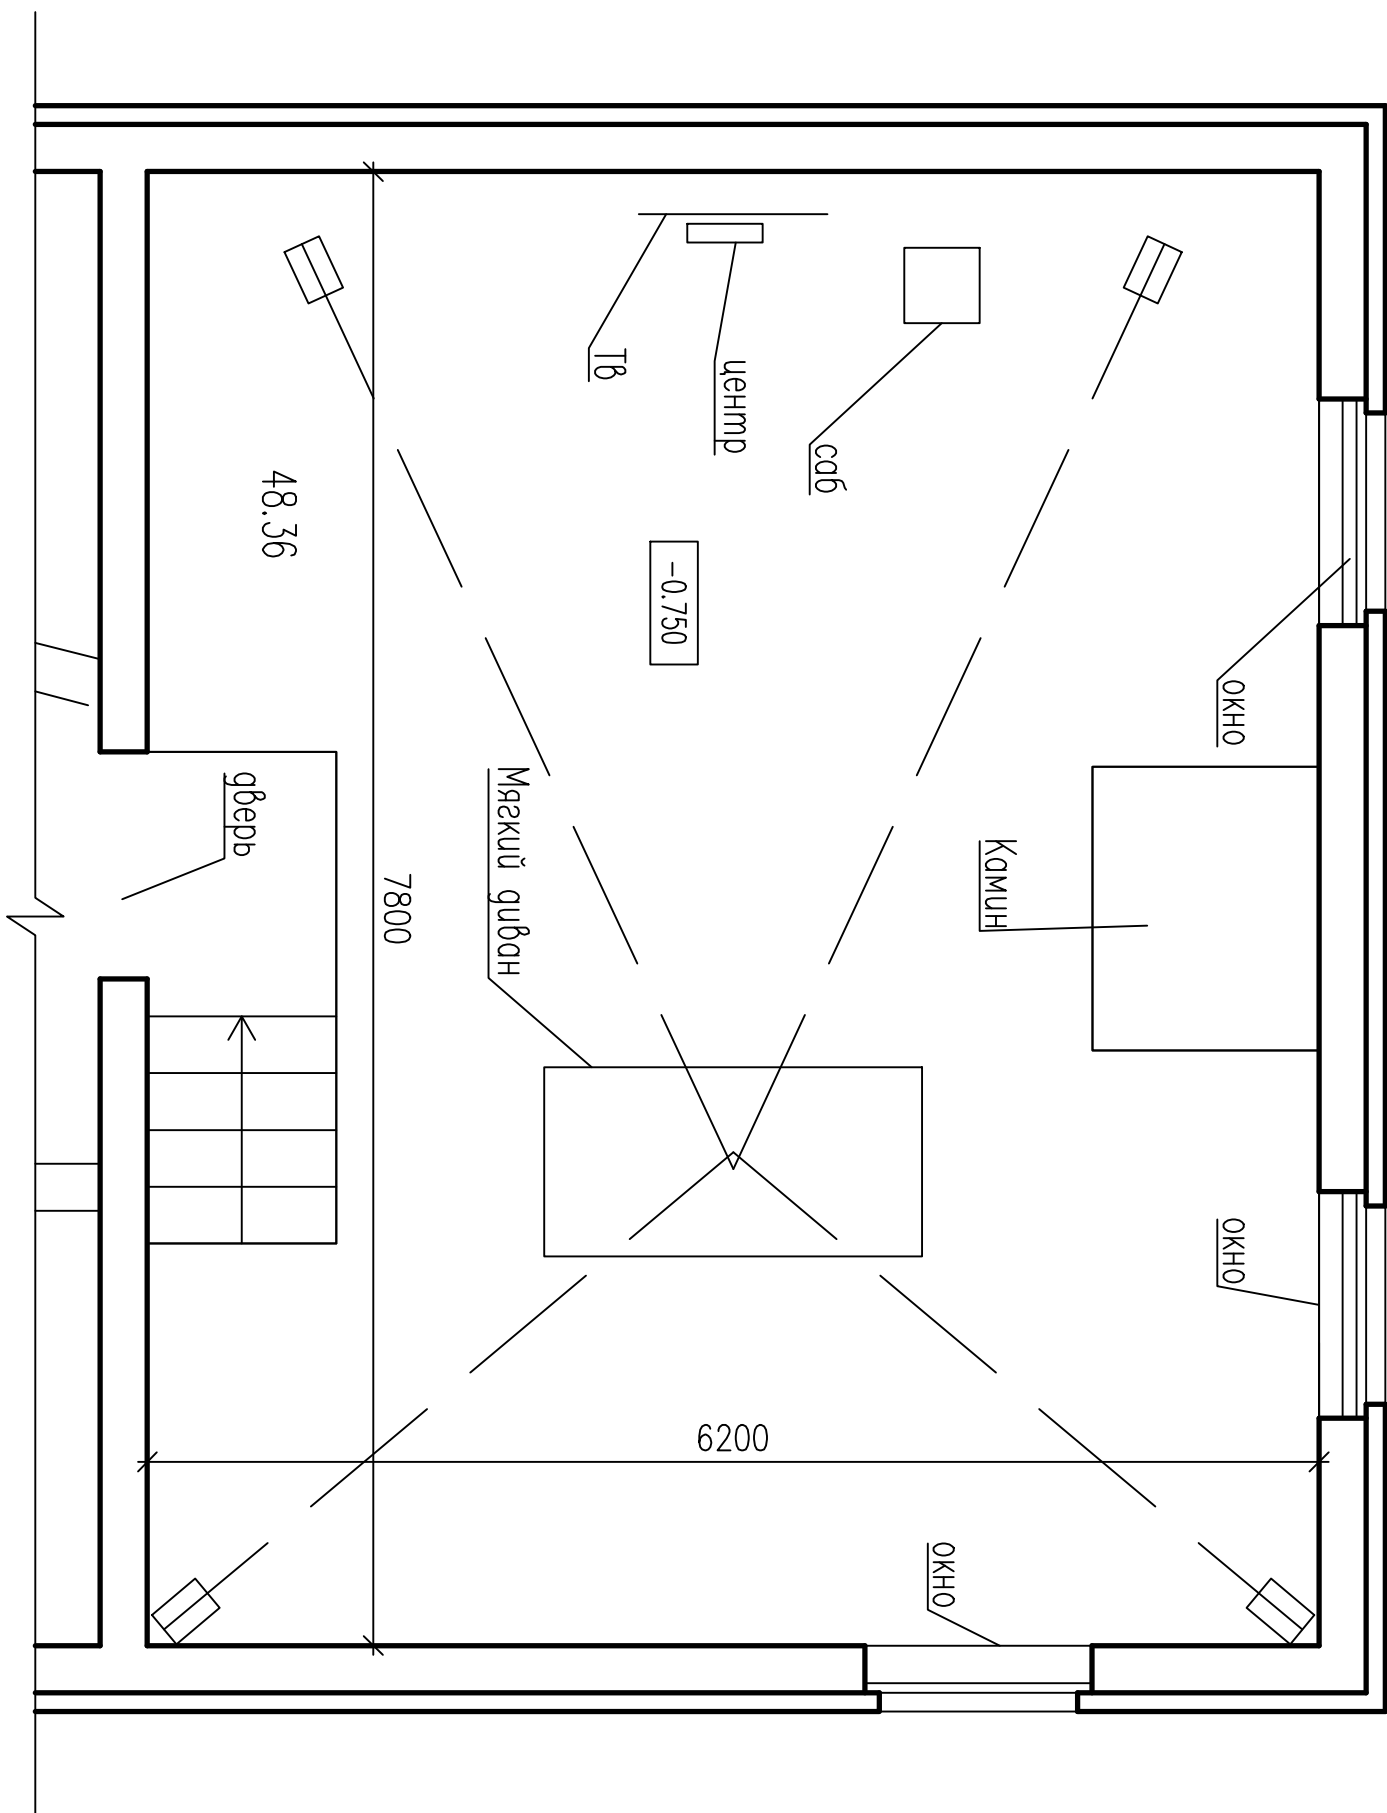 окно
окно
Камин
саб
центр
Тв
-0.750
Мягкий диван
окно
6200
7800
48.36
дверь